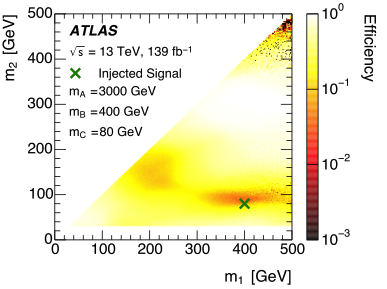 m₂ [GeV]
500
400
300
200
100
0
ATLAS
√s = 13 TeV, 139 fb⁻¹
Injected Signal
m_A = 3000 GeV
m_B = 400 GeV
m_C = 80 GeV
0 100 200 300 400 500
m₁ [GeV]
10⁰
10⁻¹
10⁻²
10⁻³
Efficiency